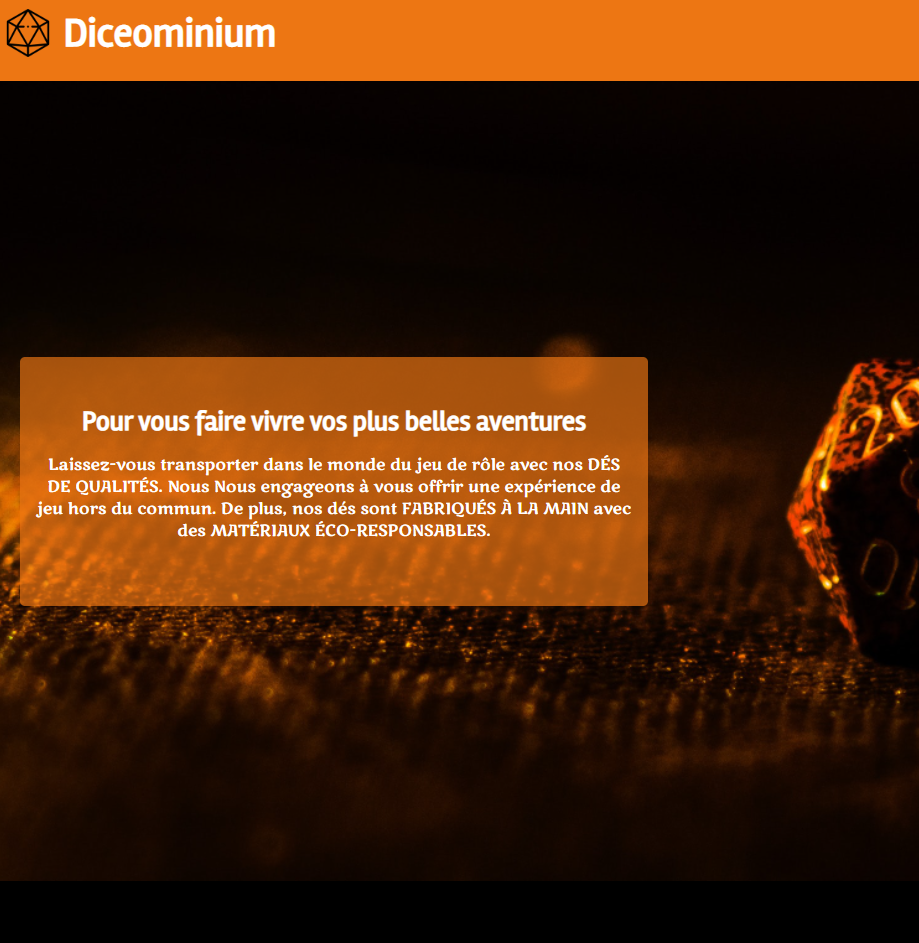 Diceominium
Pour vous faire vivre vos plus belles aventures
Laissez-vous transporter dans le monde du jeu de rôle avec nos DÉS
DE QUALITÉS. Nous Nous engageons à vous offrir une expérience de
jeu hors du commun. De plus, nos dés sont FABRIQUÉS À LA MAIN avec
des MATÉRIAUX ÉCO-RESPONSABLES.
20